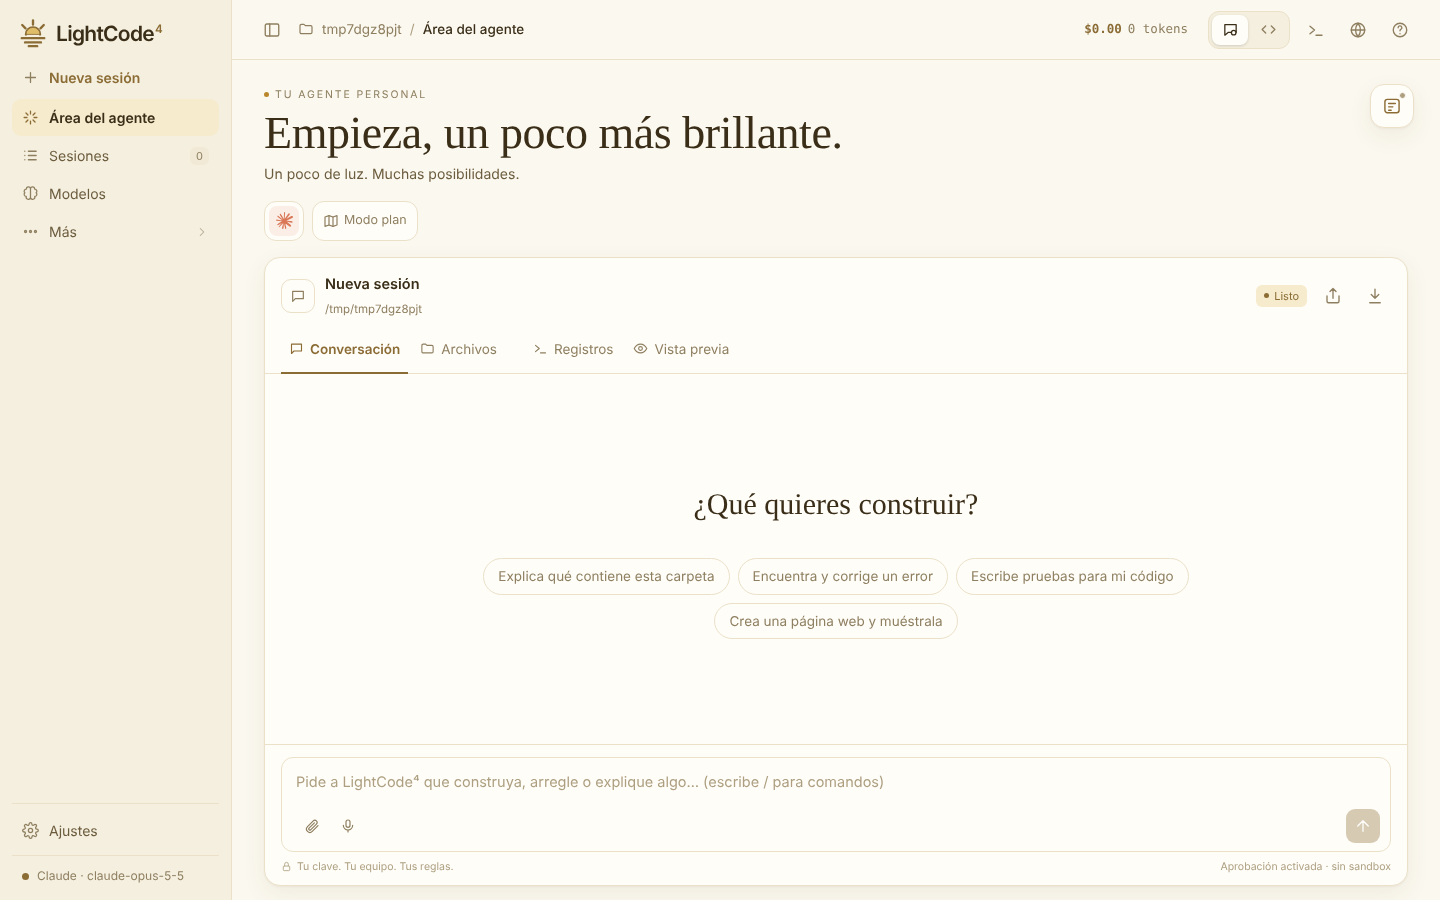 LightCode⁴
Nueva sesión
Área del agente
Sesiones 0
Modelos
Más
Ajustes
Claude · claude-opus-5-5
tmp7dgz8pjt / Área del agente
$0.00 0 tokens
TU AGENTE PERSONAL
Empieza, un poco más brillante.
Un poco de luz. Muchas posibilidades.
Modo plan
Nueva sesión
/tmp/tmp7dgz8pjt
Listo
Conversación Archivos Registros Vista previa
¿Qué quieres construir?
Explica qué contiene esta carpeta Encuentra y corrige un error Escribe pruebas para mi código
Crea una página web y muéstrala
Pide a LightCode⁴ que construya, arregle o explique algo... (escribe / para comandos)
Tu clave. Tu equipo. Tus reglas.
Aprobación activada · sin sandbox